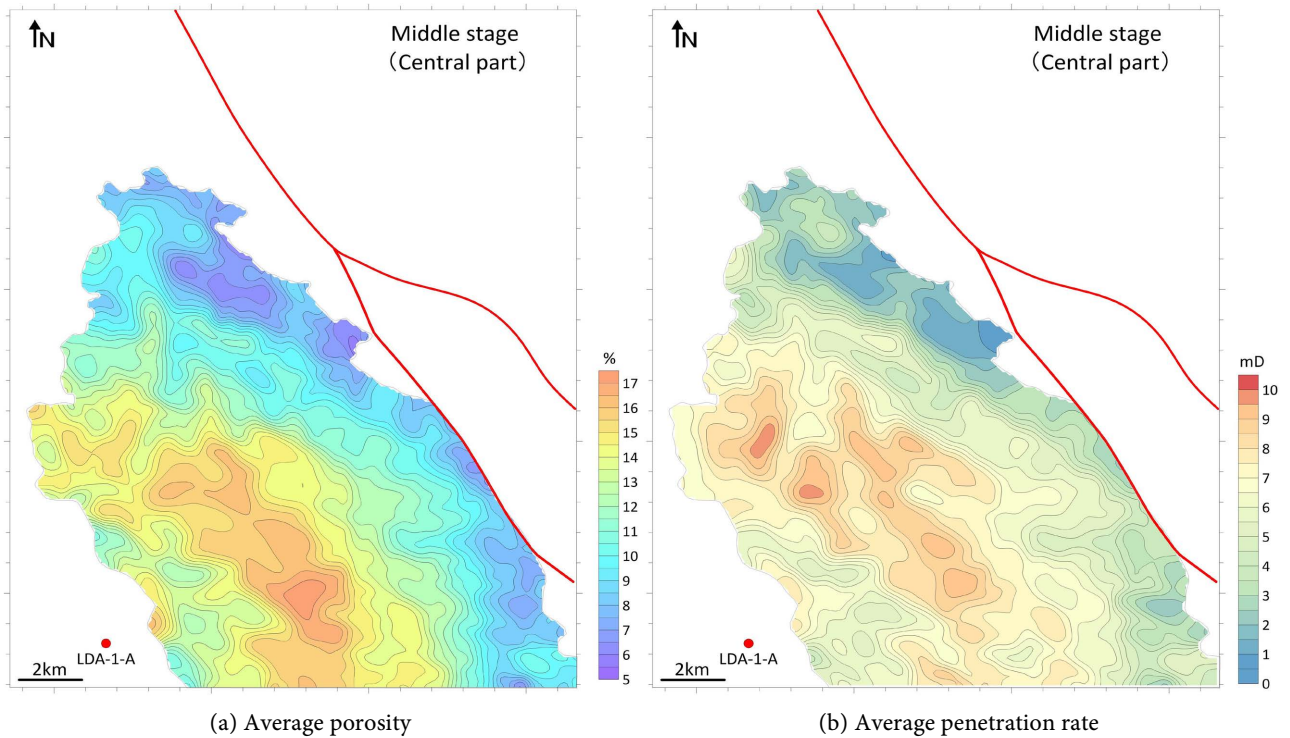 N
Middle stage
（Central part）
%
17
16
15
14
13
12
11
10
9
8
7
6
5
LDA-1-A
2km
(a) Average porosity
N
Middle stage
（Central part）
mD
10
9
8
7
6
5
4
3
2
1
0
LDA-1-A
2km
(b) Average penetration rate